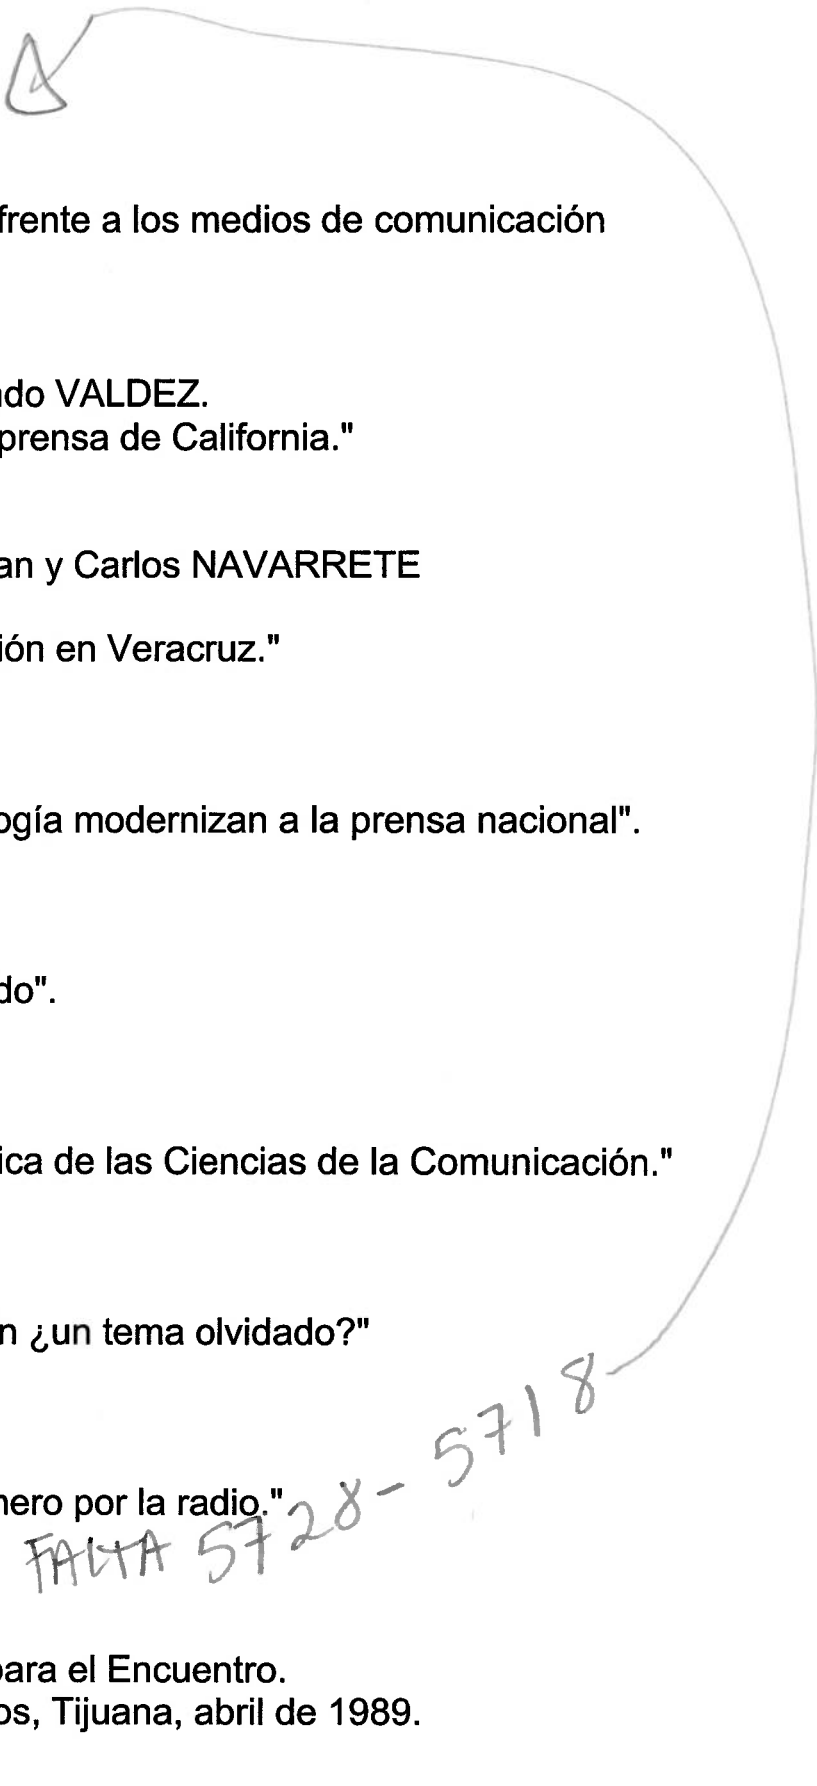 frente a los medios de comunicación
do VALDEZ.
prensa de California."
an y Carlos NAVARRETE
ión en Veracruz."
ogía modernizan a la prensa nacional".
do".
ica de las Ciencias de la Comunicación."
n ¿un tema olvidado?"
nero por la radio."
FALTA 5728-5718
para el Encuentro.
os, Tijuana, abril de 1989.